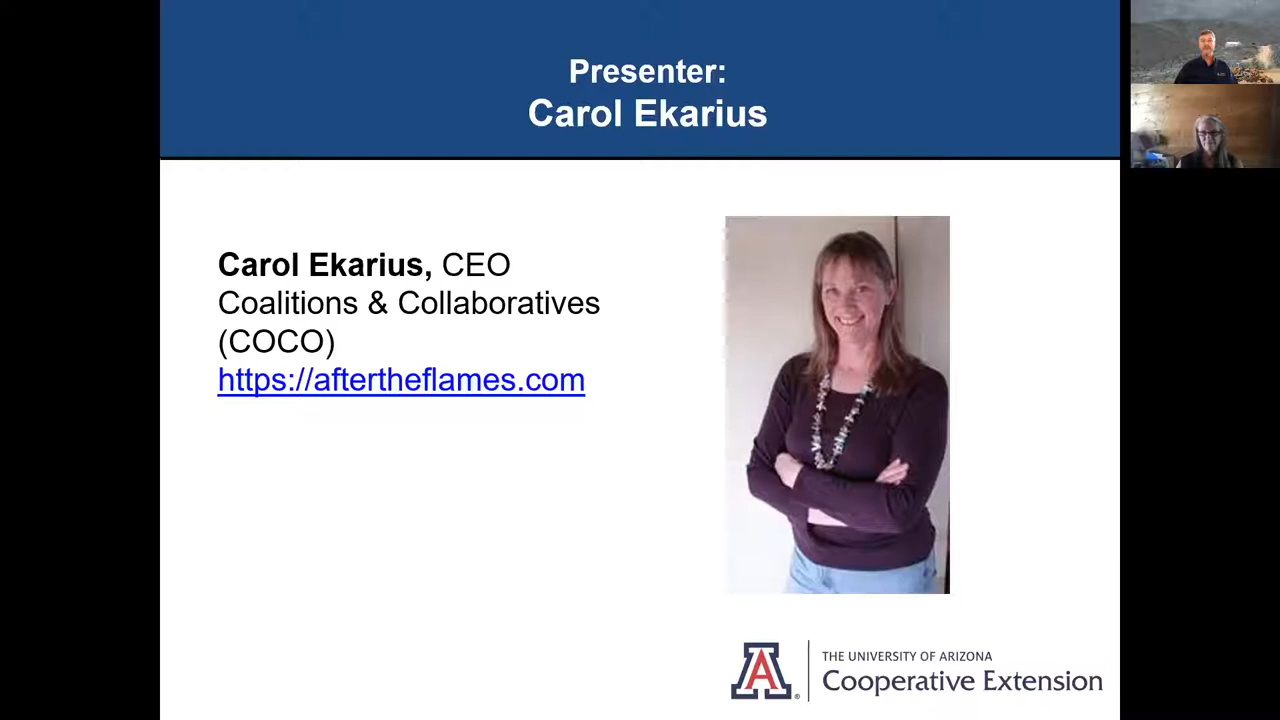 Presenter:
Carol Ekarius
Carol Ekarius, CEO
Coalitions & Collaboratives
(COCO)
https://aftertheflames.com
A
THE UNIVERSITY OF ARIZONA
Cooperative Extension